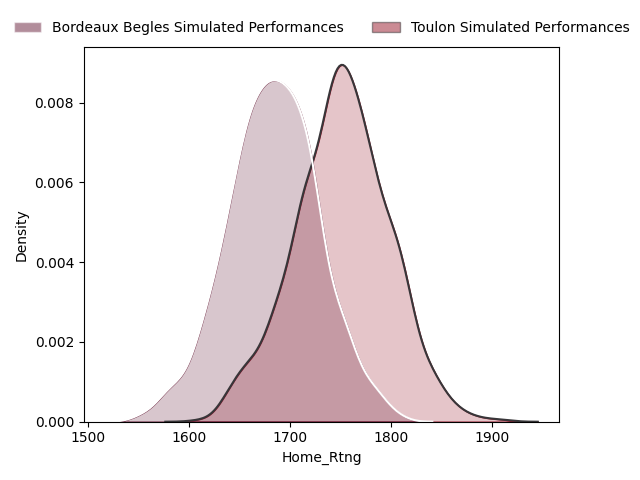 Bordeaux Begles Simulated Performances
Toulon Simulated Performances
0.008
0.006
0.004
0.002
0.000
Density
1500
1600
1700
1800
1900
Home_Rtng